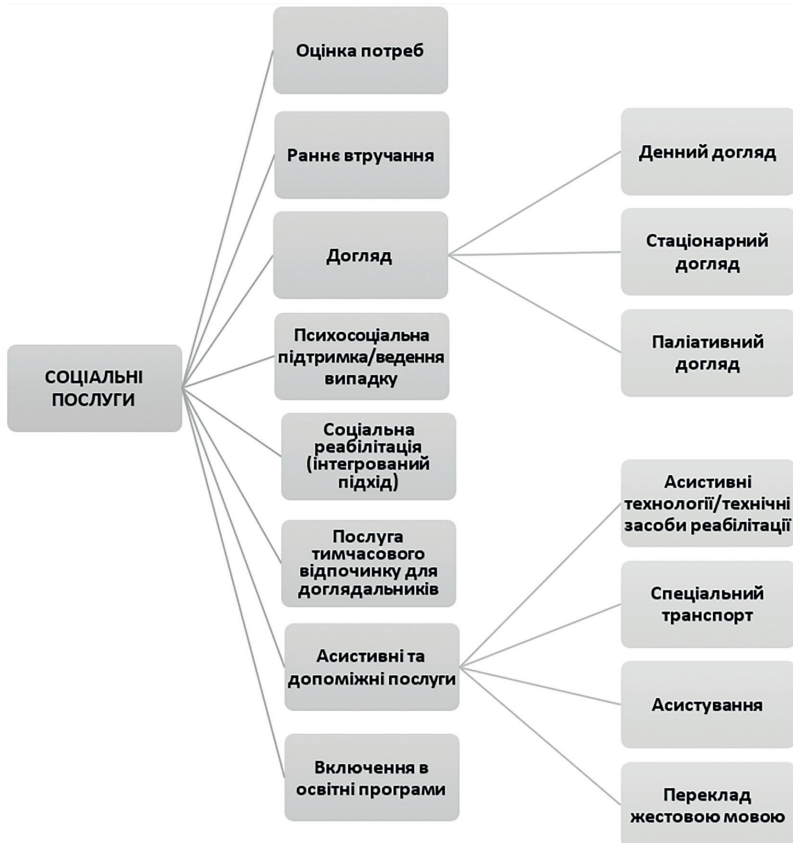 СОЦІАЛЬНІ
ПОСЛУГИ
Оцінка потреб
Раннє втручання
Догляд
Психосоціальна
підтримка/ведення
випадку
Соціальна
реабілітація
(інтегрований
підхід)
Послуга
тимчасового
відпочинку для
доглядальників
Асистивні та
допоміжні послуги
Включення в
освітні програми
Денний догляд
Стаціонарний
догляд
Паліативний
догляд
Асистивні
технології/технічні
засоби реабілітації
Спеціальний
транспорт
Асистування
Переклад
жестовою мовою